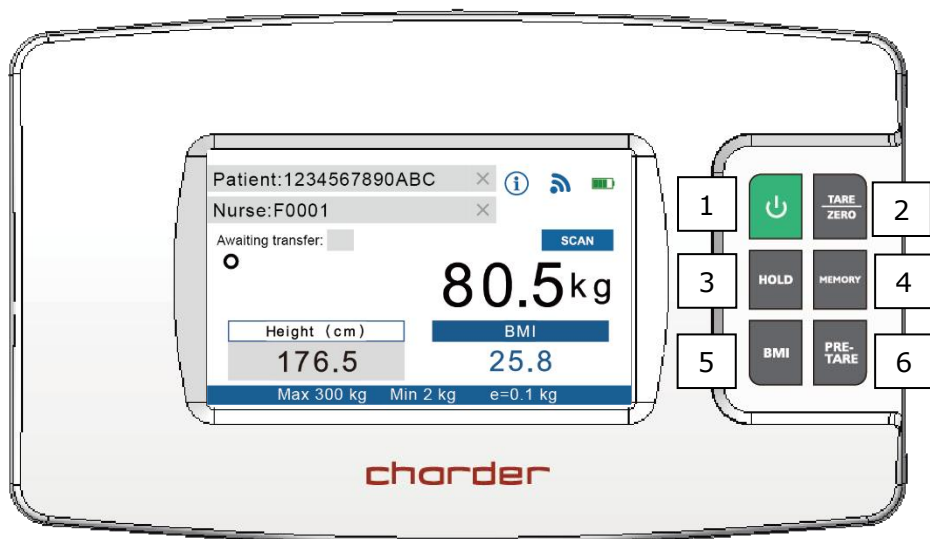 Patient:1234567890ABC ×
Nurse:F0001 ×
Awaiting transfer:
SCAN
80.5kg
Height (cm)
BMI
176.5
25.8
Max 300 kg Min 2 kg e=0.1 kg
charder
1
TARE
ZERO
2
3
HOLD
MEMORY
4
5
BMI
PRE-
TARE
6